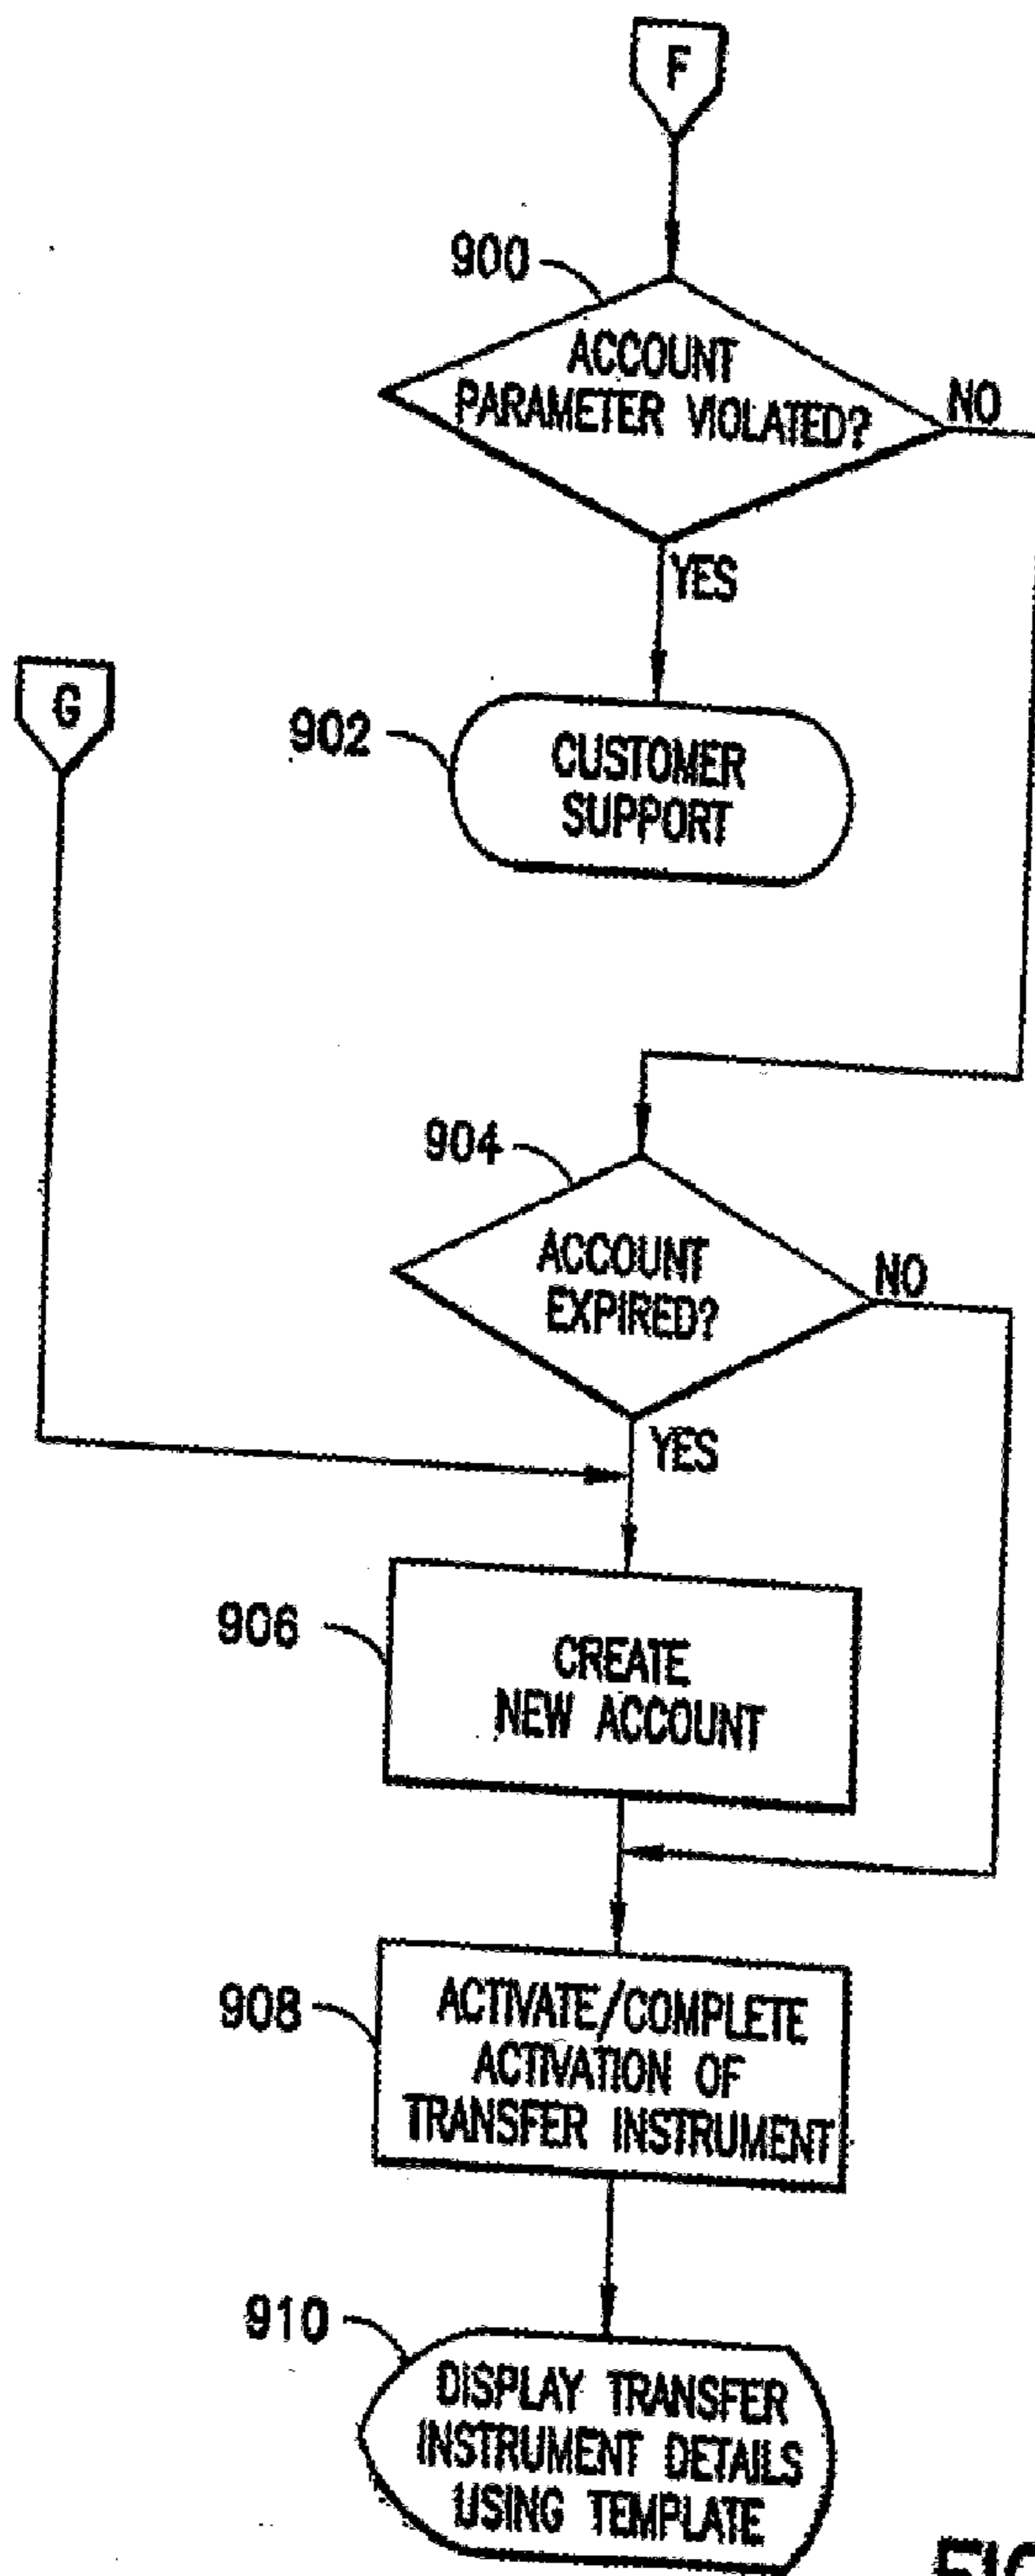 F
900
ACCOUNT
PARAMETER VIOLATED?
NO
YES
G
902
CUSTOMER
SUPPORT
904
ACCOUNT
EXPIRED?
NO
YES
906
CREATE
NEW ACCOUNT
908
ACTIVATE/COMPLETE
ACTIVATION OF
TRANSFER INSTRUMENT
910
DISPLAY TRANSFER
INSTRUMENT DETAILS
USING TEMPLATE